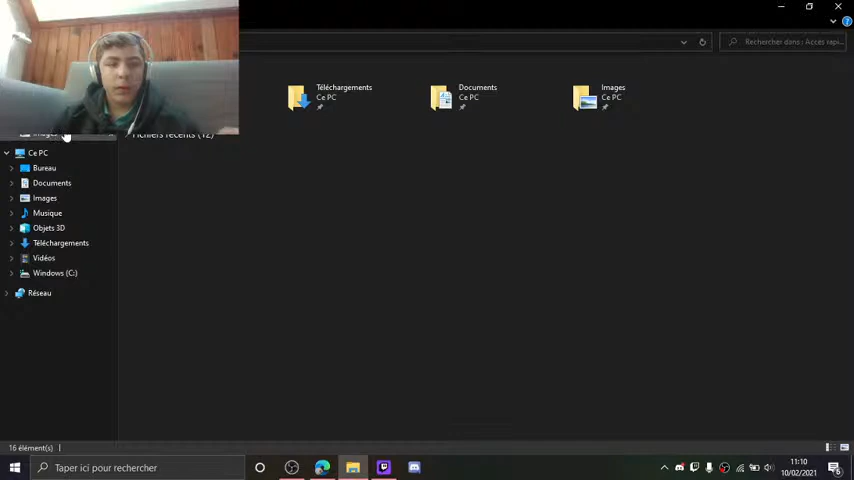 Rechercher dans : Accès rapi...
Téléchargements
Ce PC
Documents
Ce PC
Images
Ce PC
Images
Fichiers récents (12)
Ce PC
Bureau
Documents
Images
Musique
Objets 3D
Téléchargements
Vidéos
Windows (C:)
Réseau
16 élément(s)
Taper ici pour rechercher
11:10
10/02/2021